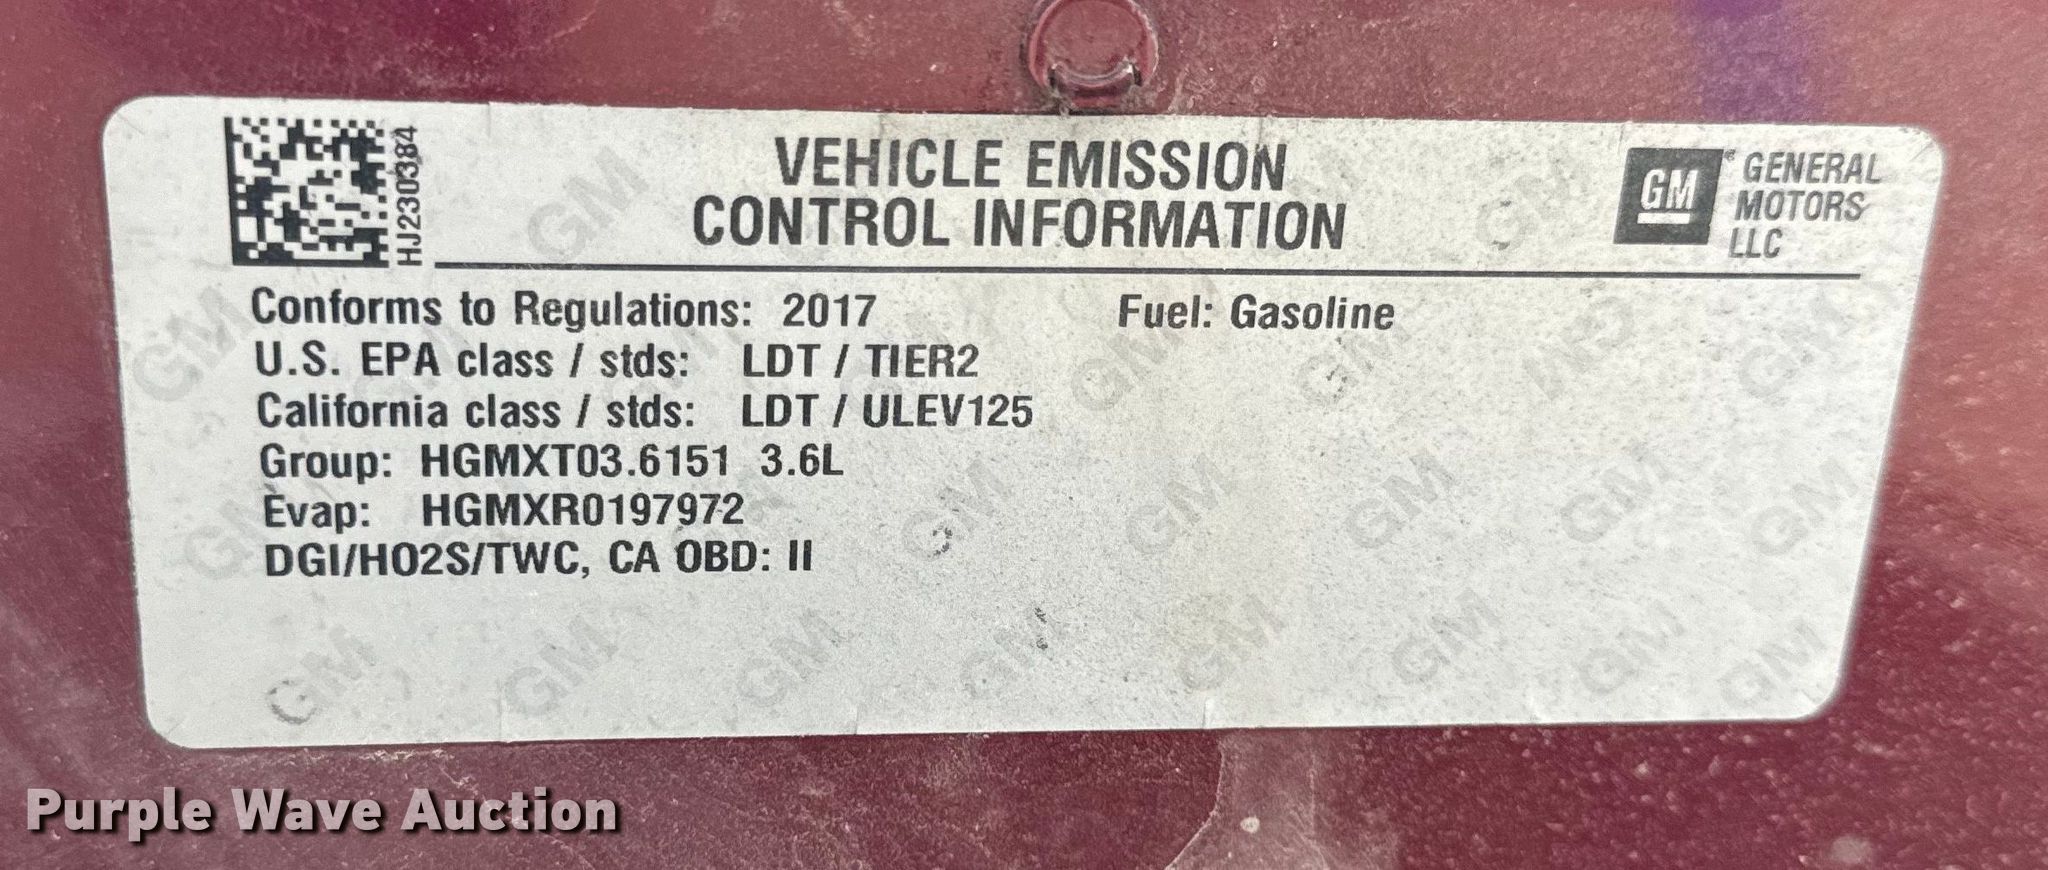 HJ230384
VEHICLE EMISSION
CONTROL INFORMATION
GM
GENERAL
MOTORS
LLC
Conforms to Regulations: 2017 Fuel: Gasoline
U.S. EPA class / stds: LDT / TIER2
California class / stds: LDT / ULEV125
Group: HGMXT03.6151 3.6L
Evap: HGMXR0197972
DGI/HO2S/TWC, CA OBD: II
Purple Wave Auction